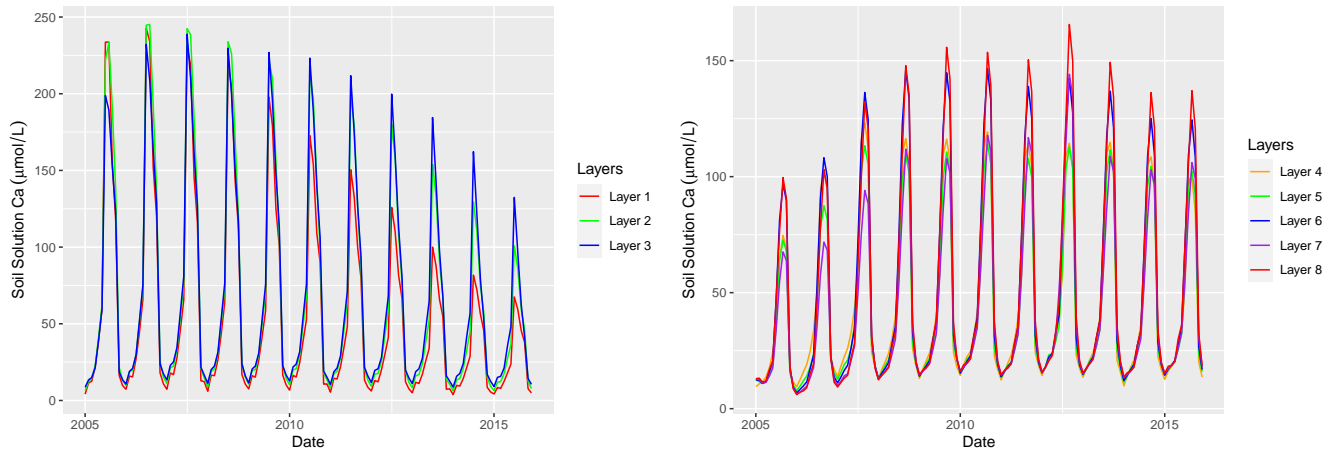 250
200
150
100
50
0
Soil Solution Ca (μmol/L)
2005
2010
2015
Date
Layers
Layer 1
Layer 2
Layer 3
150
100
50
0
Soil Solution Ca (μmol/L)
2005
2010
2015
Date
Layers
Layer 4
Layer 5
Layer 6
Layer 7
Layer 8